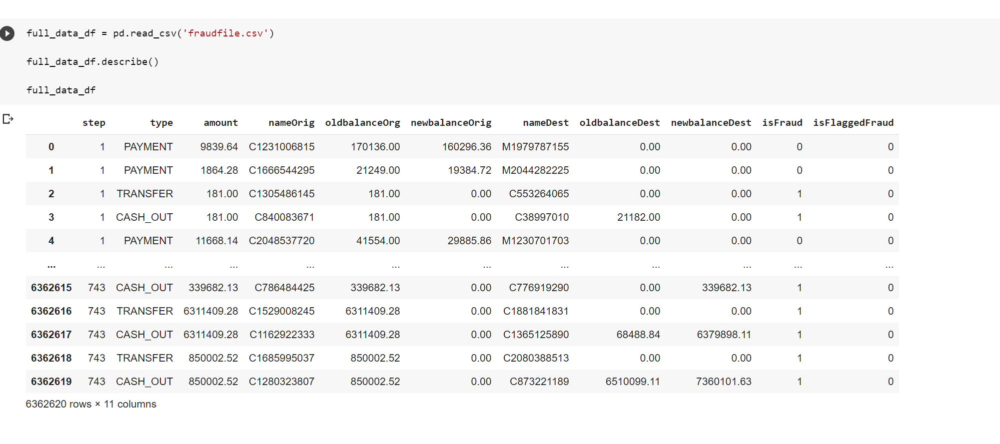 full_data_df = pd.read_csv('fraudfile.csv')
full_data_df.describe()
full_data_df
step type amount nameOrig oldbalanceOrg newbalanceOrig nameDest oldbalanceDest newbalanceDest isFraud isFlaggedFraud
0 1 PAYMENT 9839.64 C1231006815 170136.00 160296.36 M1979787155 0.00 0.00 0 0
1 1 PAYMENT 1864.28 C1666544295 21249.00 19384.72 M2044282225 0.00 0.00 0 0
2 1 TRANSFER 181.00 C1305486145 181.00 0.00 C553264065 0.00 0.00 1 0
3 1 CASH_OUT 181.00 C840083671 181.00 0.00 C38997010 21182.00 0.00 1 0
4 1 PAYMENT 11668.14 C2048537720 41554.00 29885.86 M1230701703 0.00 0.00 0 0
... ... ... ... ... ... ... ... ... ... ... ...
6362615 743 CASH_OUT 339682.13 C786484425 339682.13 0.00 C776919290 0.00 339682.13 1 0
6362616 743 TRANSFER 6311409.28 C1529008245 6311409.28 0.00 C1881841831 0.00 0.00 1 0
6362617 743 CASH_OUT 6311409.28 C1162922333 6311409.28 0.00 C1365125890 68488.84 6379898.11 1 0
6362618 743 TRANSFER 850002.52 C1685995037 850002.52 0.00 C2080388513 0.00 0.00 1 0
6362619 743 CASH_OUT 850002.52 C1280323807 850002.52 0.00 C873221189 6510099.11 7360101.63 1 0
6362620 rows × 11 columns